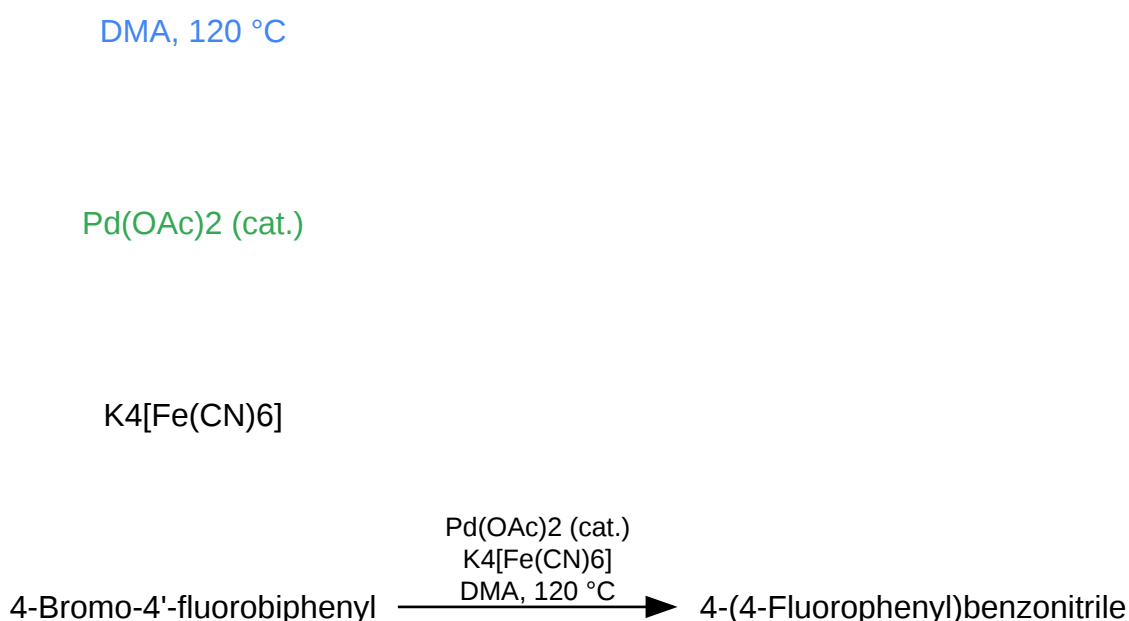 DMA, 120 °C
Pd(OAc)2 (cat.)
K4[Fe(CN)6]
Pd(OAc)2 (cat.)
K4[Fe(CN)6]
DMA, 120 °C
4-Bromo-4'-fluorobiphenyl
4-(4-Fluorophenyl)benzonitrile